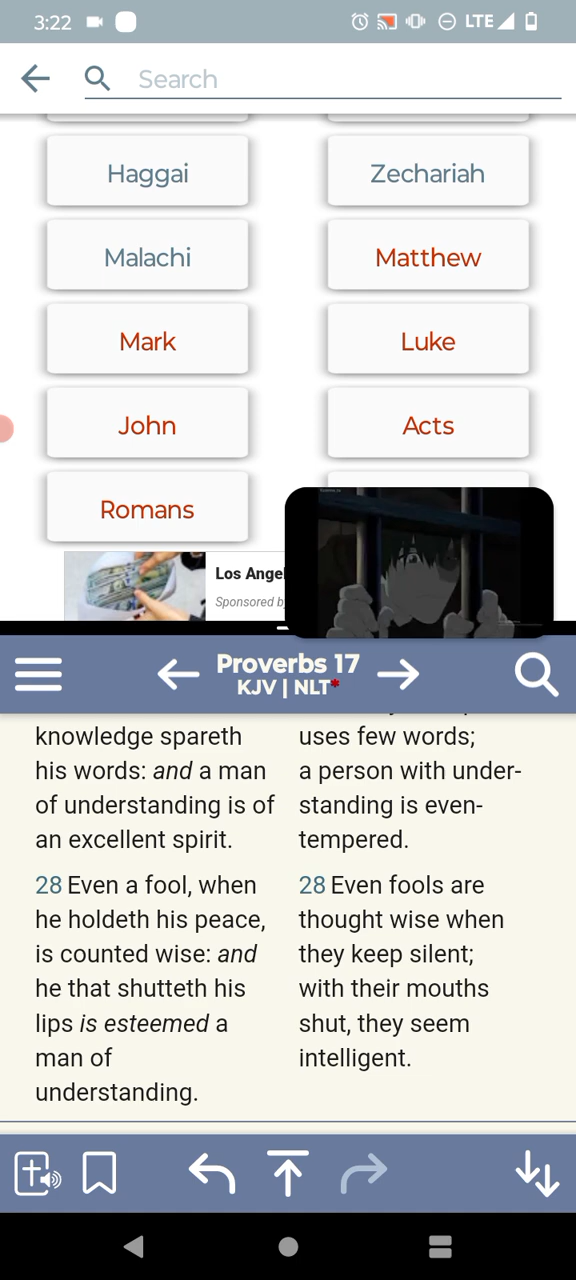 3:22 LTE
Search
Haggai Zechariah
Malachi Matthew
Mark Luke
John Acts
Romans
Los Ange
Sponsored b
Proverbs 17
KJV | NLT*
knowledge spareth
his words: and a man
of understanding is of
an excellent spirit.
28 Even a fool, when
he holdeth his peace,
is counted wise: and
he that shutteth his
lips is esteemed a
man of
understanding.
uses few words;
a person with under-
standing is even-
tempered.
28 Even fools are
thought wise when
they keep silent;
with their mouths
shut, they seem
intelligent.